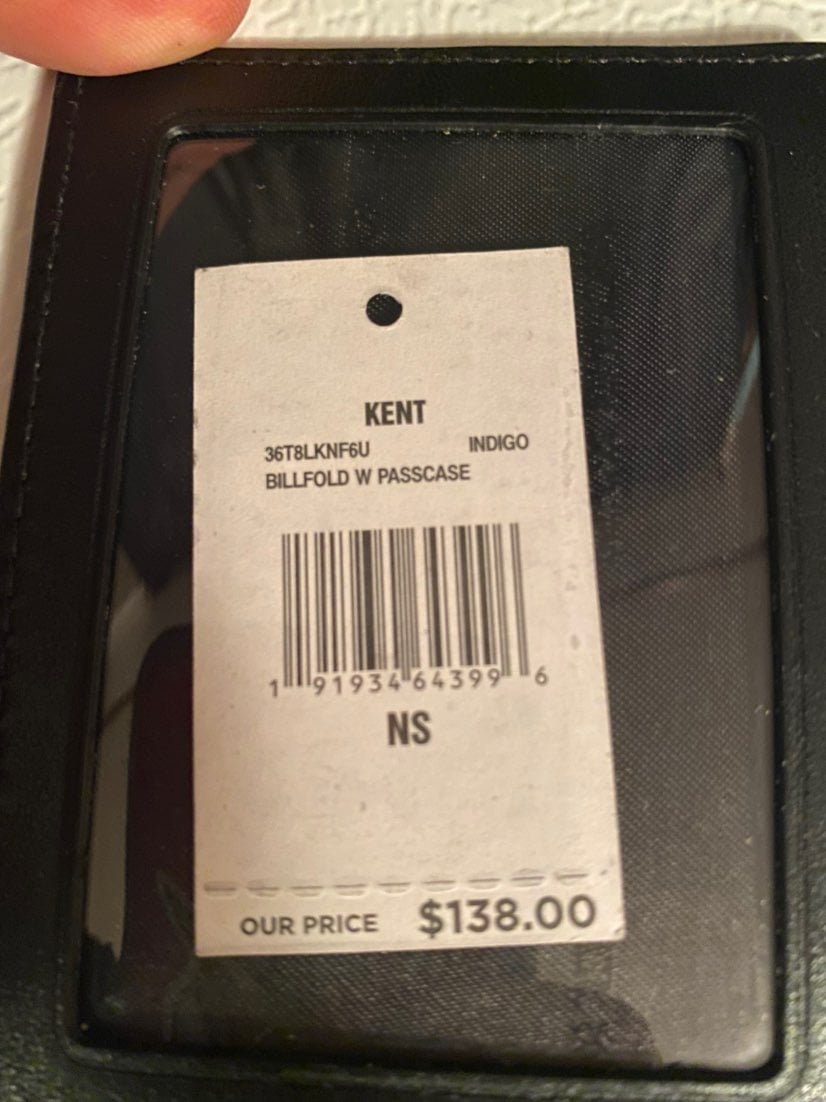 KENT
36T8LKNF6U INDIGO
BILLFOLD W PASSCASE
1 91934 64399 6
NS
OUR PRICE $138.00